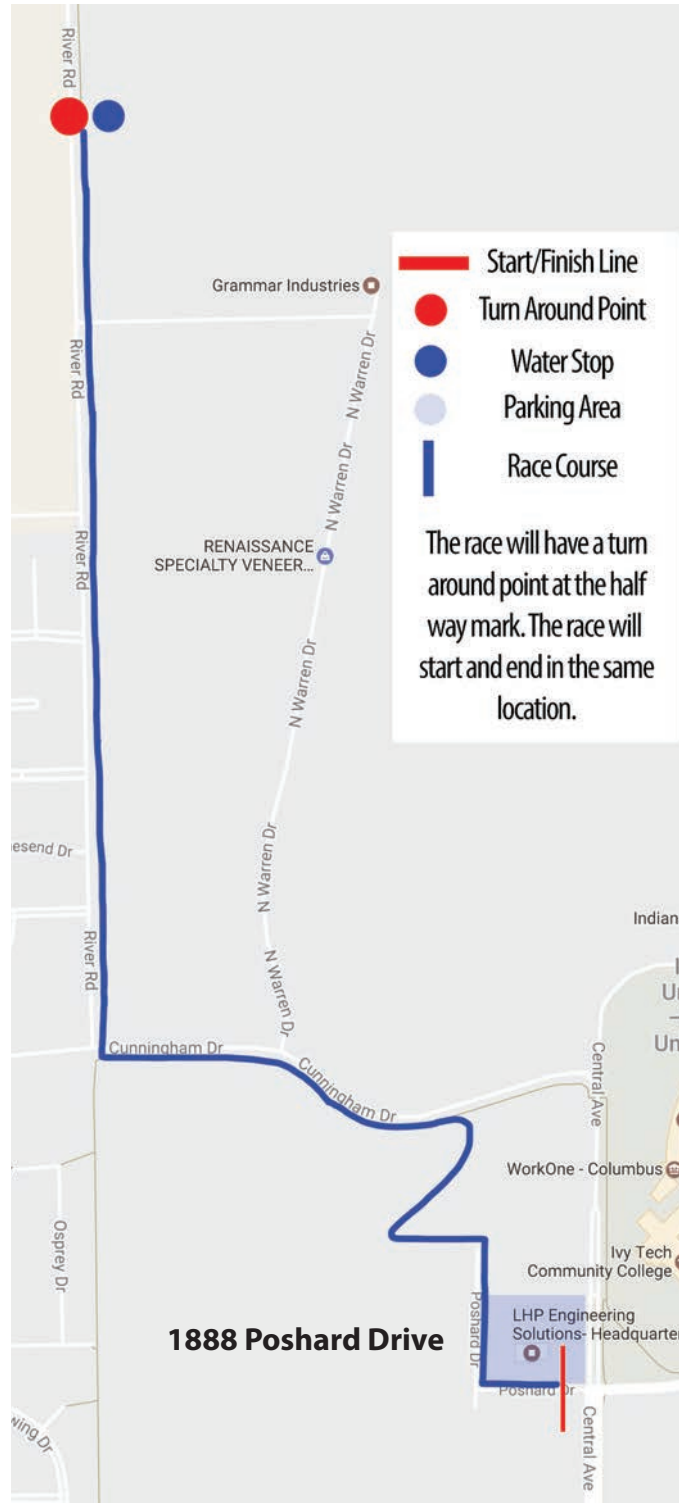 River Rd
Grammar Industries
Start/Finish Line
Turn Around Point
Water Stop
Parking Area
Race Course
The race will have a turn
around point at the half
way mark. The race will
start and end in the same
location.
River Rd
N Warren Dr
N Warren Dr
River Rd
RENAISSANCE
SPECIALTY VENEER...
N Warren Dr
N Warren Dr
esend Dr
Indian
River Rd
N Warren Dr
U
Un
Cunningham Dr
Cunningham Dr
Central Ave
WorkOne - Columbus
Osprey Dr
Ivy Tech
Community College
Poshard Dr
LHP Engineering
Solutions- Headquarter
1888 Poshard Drive
Poshard Dr
Central Ave
wing Dr